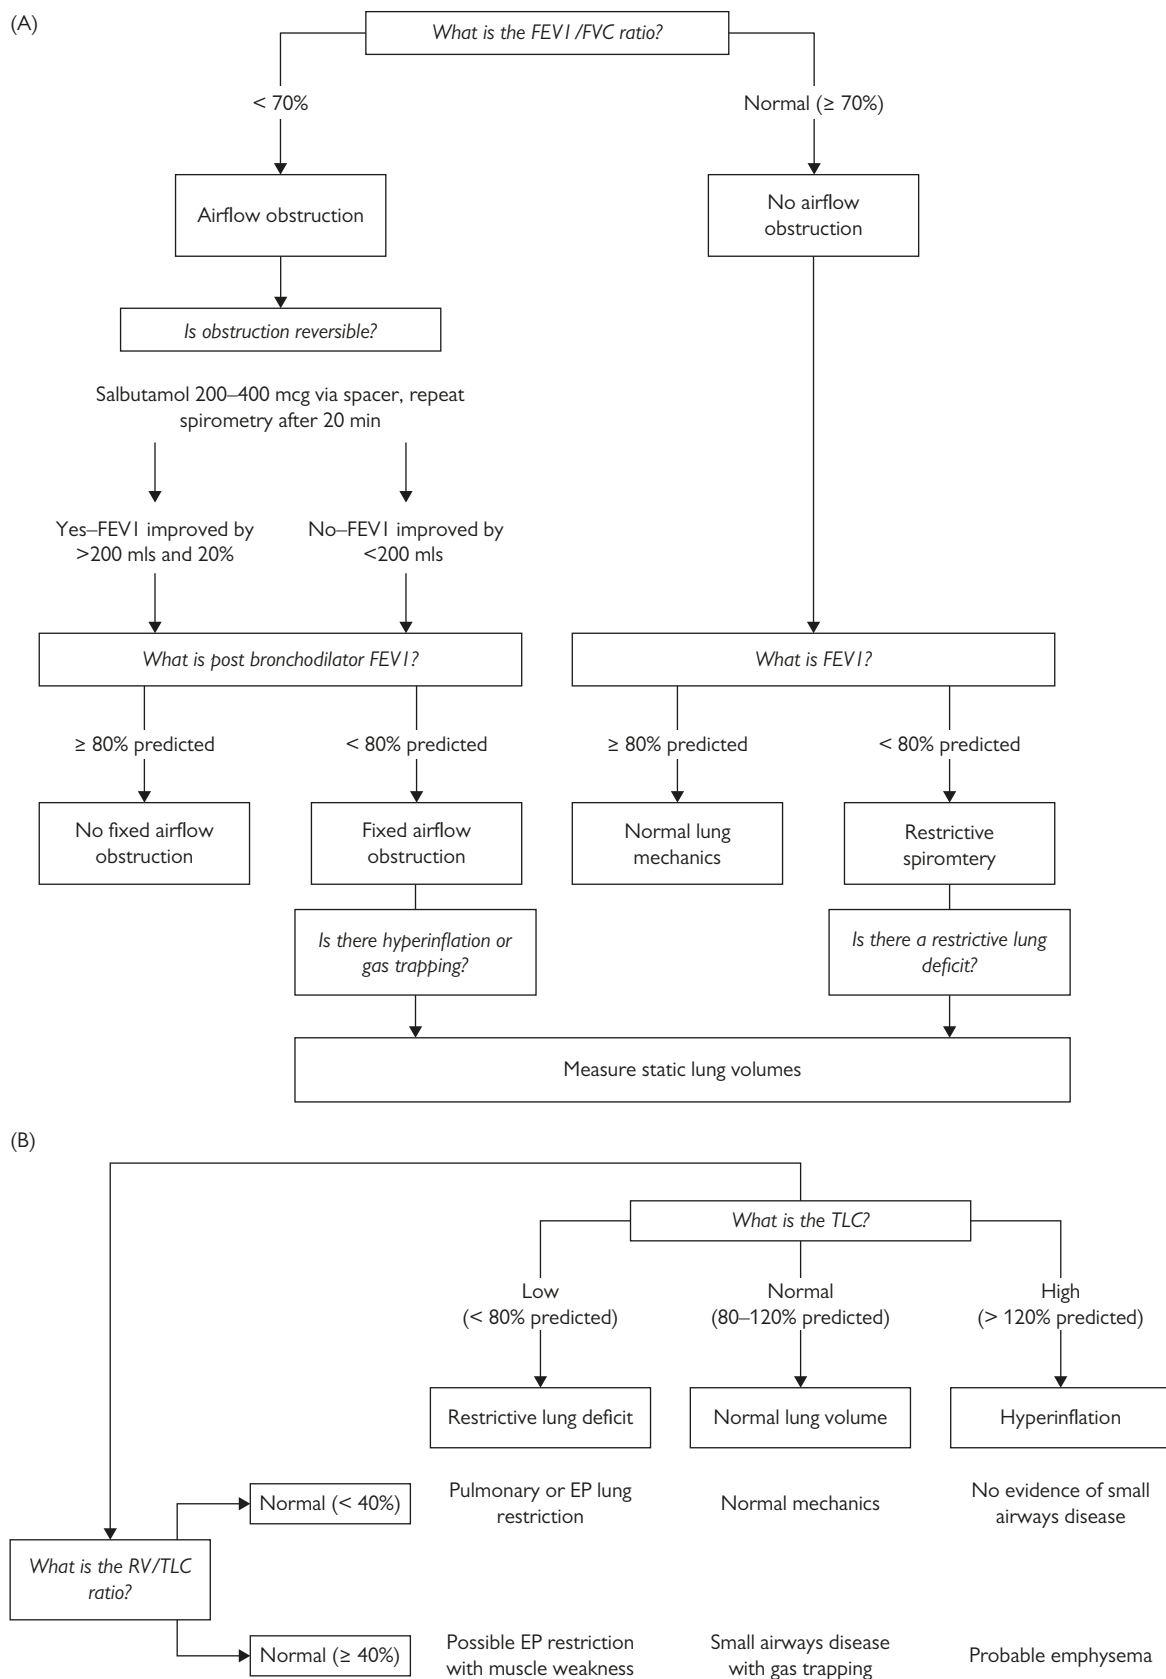 (A)
What is the FEV1/FVC ratio?
< 70%
Normal (≥ 70%)
Airflow obstruction
No airflow
obstruction
Is obstruction reversible?
Salbutamol 200–400 mcg via spacer, repeat
spirometry after 20 min
Yes–FEV1 improved by
>200 mls and 20%
No–FEV1 improved by
<200 mls
What is post bronchodilator FEV1?
What is FEV1?
≥ 80% predicted
< 80% predicted
≥ 80% predicted
< 80% predicted
No fixed airflow
obstruction
Fixed airflow
obstruction
Normal lung
mechanics
Restrictive
spiromtery
Is there hyperinflation or
gas trapping?
Is there a restrictive lung
deficit?
Measure static lung volumes
(B)
What is the TLC?
Low
(< 80% predicted)
Normal
(80–120% predicted)
High
(> 120% predicted)
Restrictive lung deficit
Normal lung volume
Hyperinflation
Normal (< 40%)
Pulmonary or EP lung
restriction
Normal mechanics
No evidence of small
airways disease
What is the RV/TLC
ratio?
Normal (≥ 40%)
Possible EP restriction
with muscle weakness
Small airways disease
with gas trapping
Probable emphysema